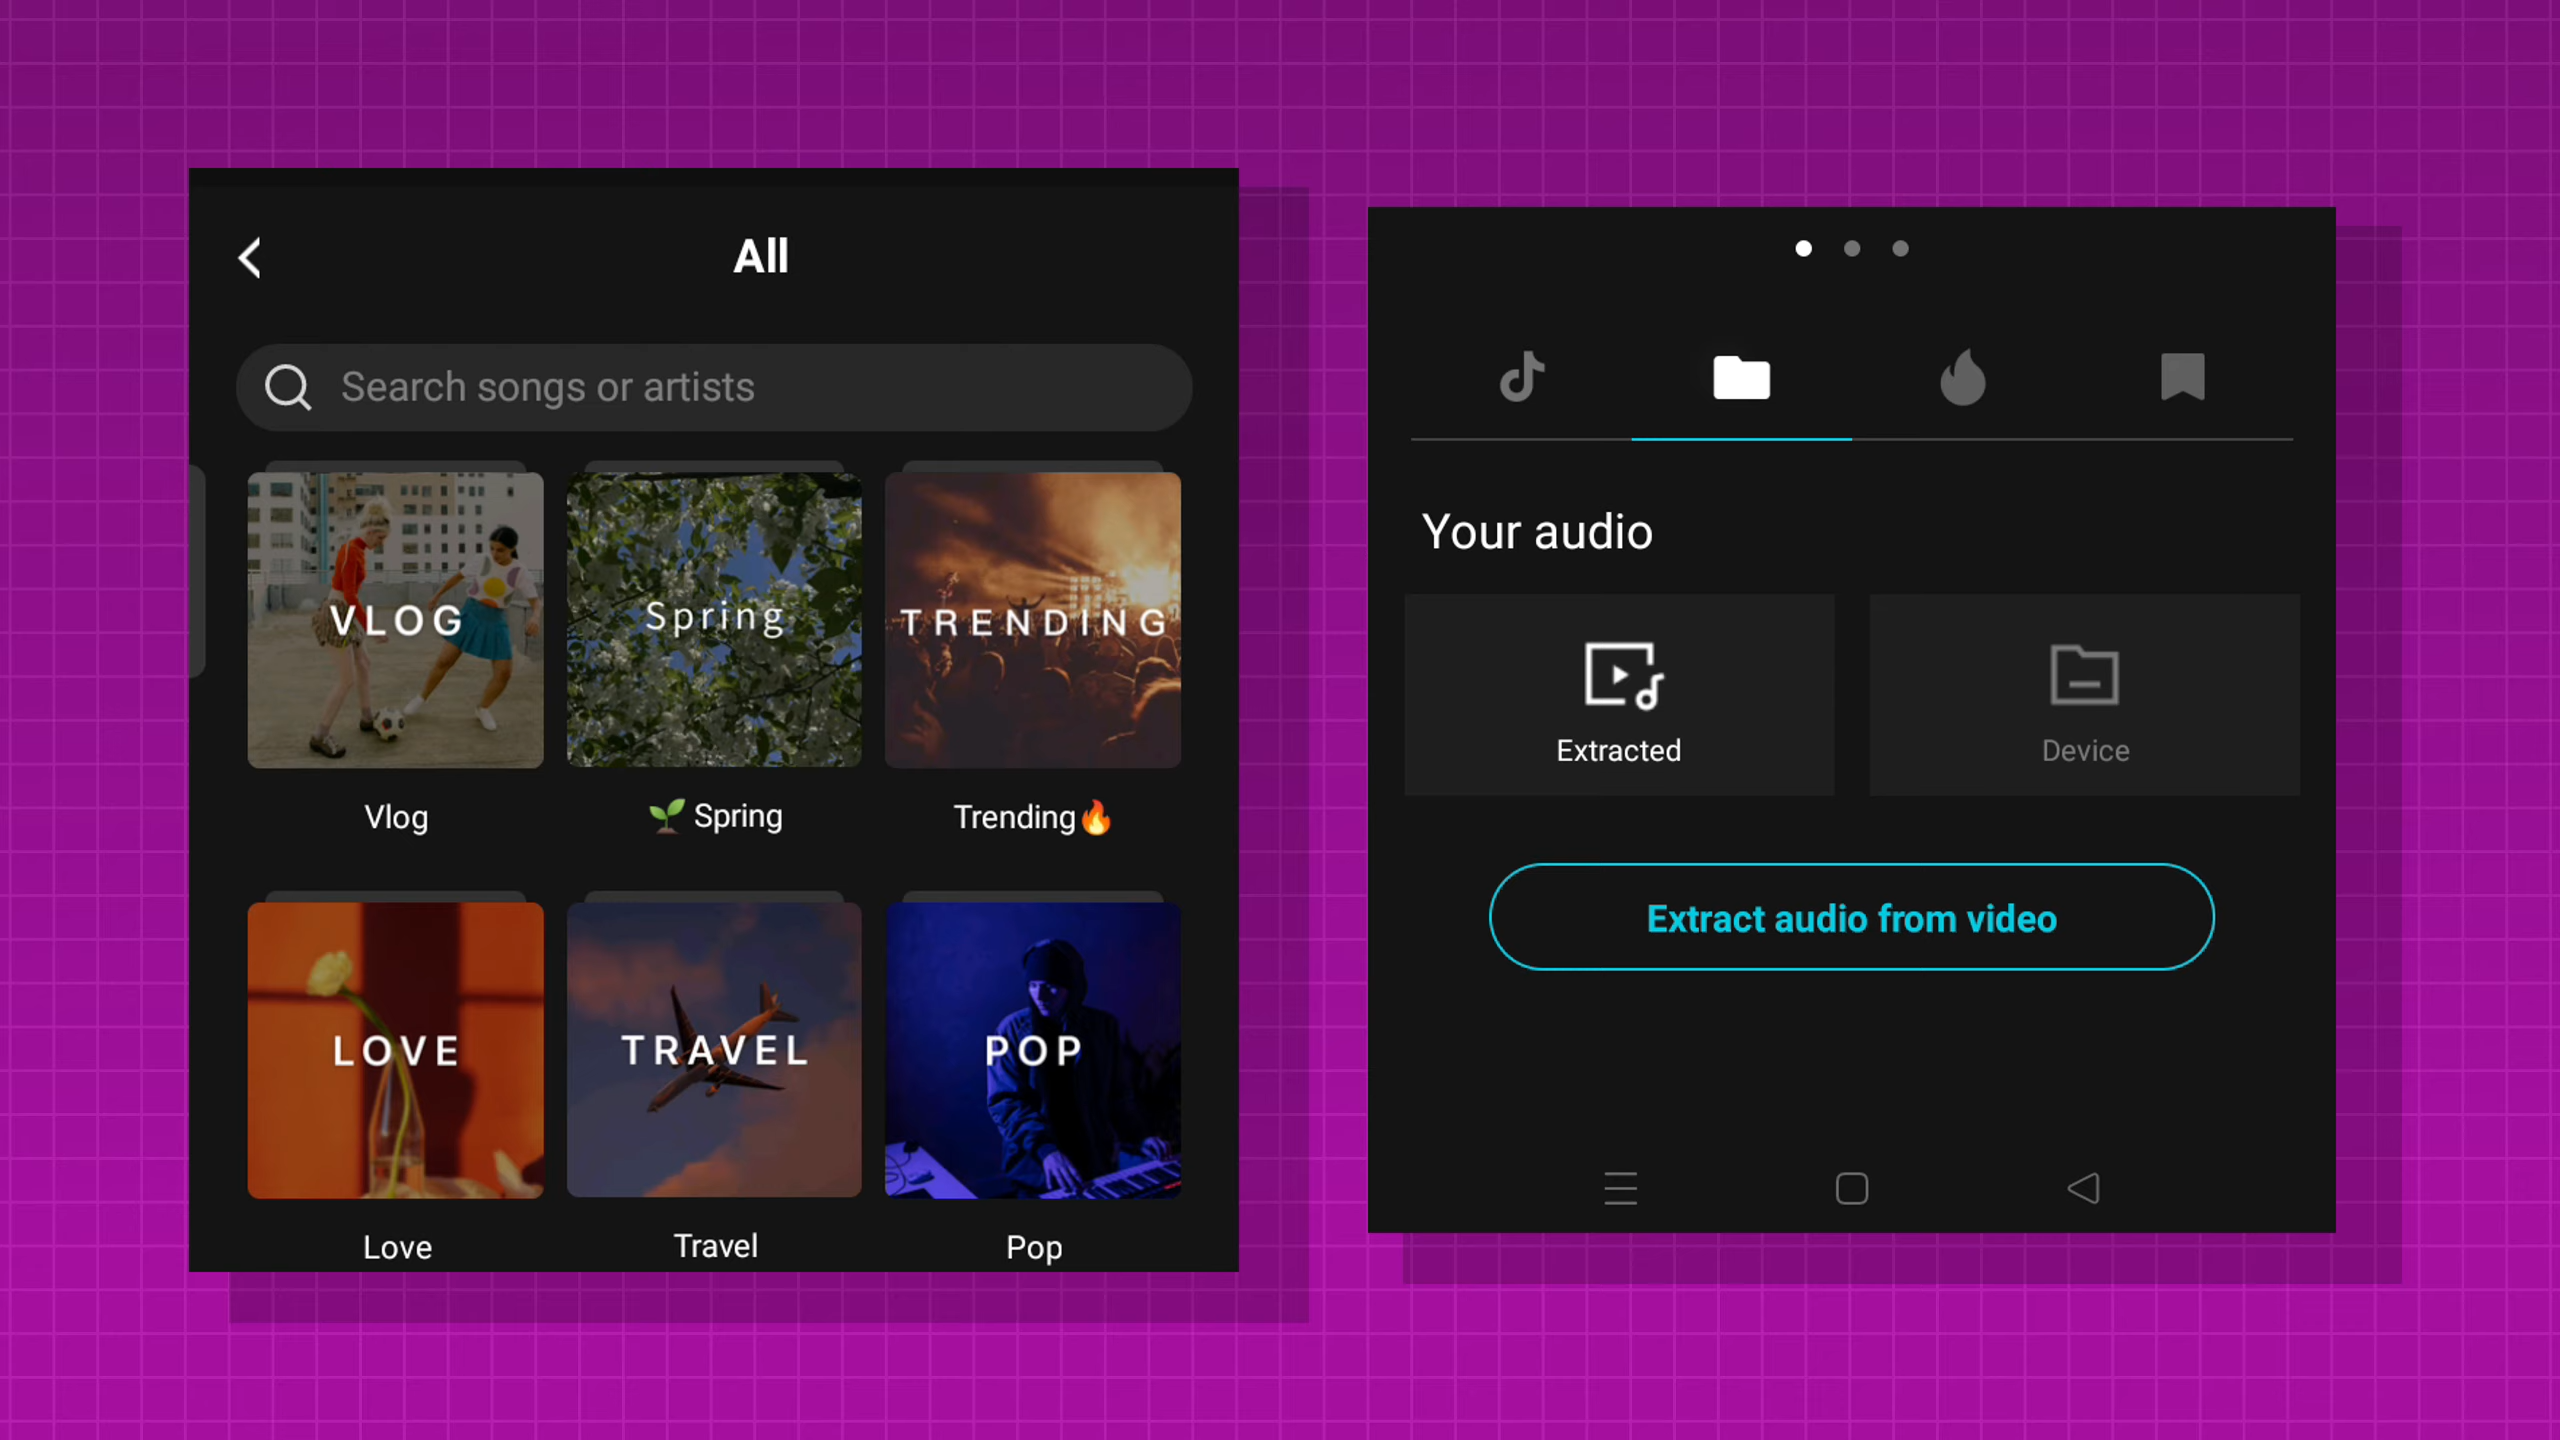 All
Search songs or artists
VLOG
Spring
TRENDING
Vlog
🌱 Spring
Trending🔥
LOVE
TRAVEL
POP
Love
Travel
Pop
Your audio
Extracted
Device
Extract audio from video